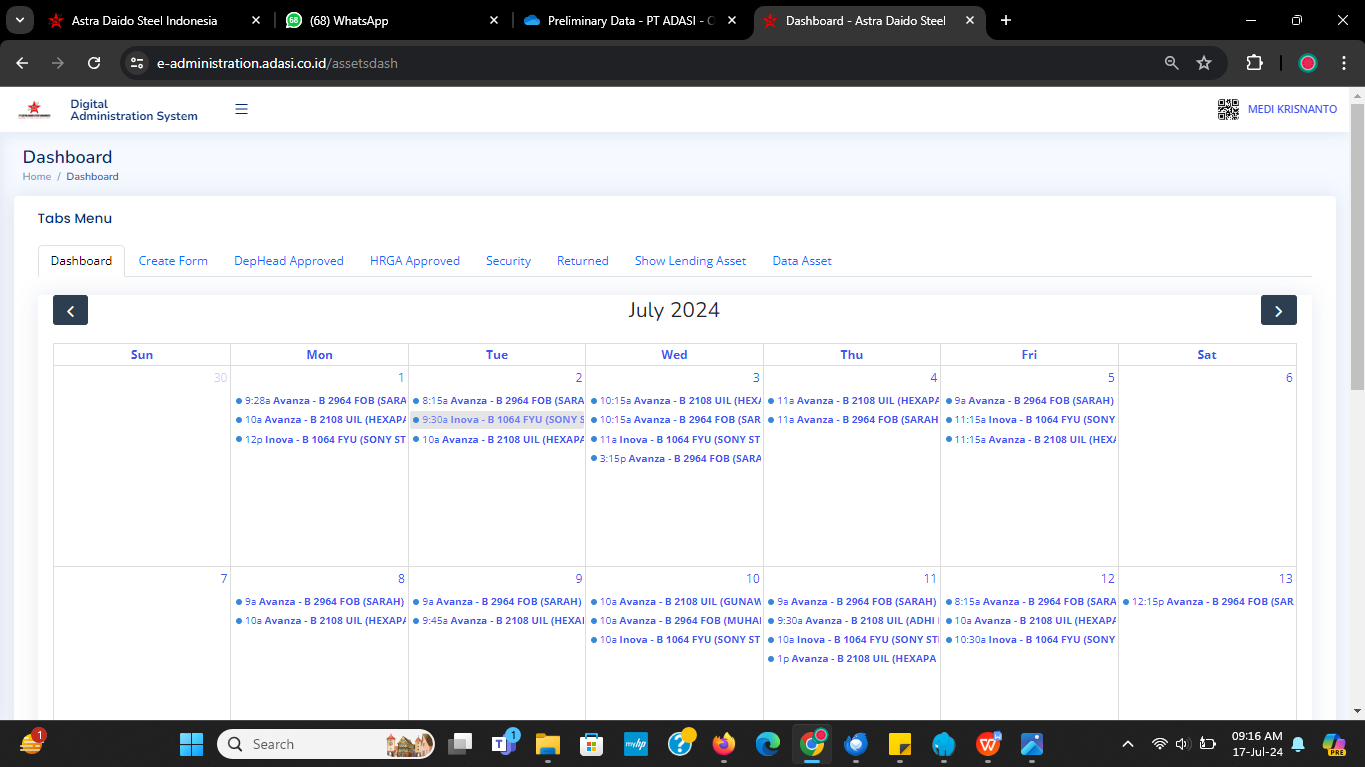 Astra Daido Steel Indonesia
68
(68) WhatsApp
Preliminary Data - PT ADASI - O
Dashboard - Astra Daido Steel
e-administration.adasi.co.id/assetsdash
Digital
Administration System
MEDI KRISNANTO
Dashboard
Home / Dashboard
Tabs Menu
Dashboard
Create Form
DepHead Approved
HRGA Approved
Security
Returned
Show Lending Asset
Data Asset
July 2024
Sun Mon Tue Wed Thu Fri Sat
30
1
9:28a Avanza - B 2964 FOB (SARA
10a Avanza - B 2108 UIL (HEXAPA
12p Inova - B 1064 FYU (SONY ST
2
8:15a Avanza - B 2964 FOB (SARA
9:30a Inova - B 1064 FYU (SONY S
10a Avanza - B 2108 UIL (HEXAPA
3
10:15a Avanza - B 2108 UIL (HEXA
10:15a Avanza - B 2964 FOB (SAR
11a Inova - B 1064 FYU (SONY ST
3:15p Avanza - B 2964 FOB (SARA
4
11a Avanza - B 2108 UIL (HEXAPA
11a Avanza - B 2964 FOB (SARAH
5
9a Avanza - B 2964 FOB (SARAH)
11:15a Inova - B 1064 FYU (SONY
11:15a Avanza - B 2108 UIL (HEXA
6
7
8
9a Avanza - B 2964 FOB (SARAH)
10a Avanza - B 2108 UIL (HEXAPA
9
9a Avanza - B 2964 FOB (SARAH)
9:45a Avanza - B 2108 UIL (HEXAI
10
10a Avanza - B 2108 UIL (GUNAW
10a Avanza - B 2964 FOB (MUHAI
10a Inova - B 1064 FYU (SONY ST
11
9a Avanza - B 2964 FOB (SARAH)
9:30a Avanza - B 2108 UIL (ADHI
10a Inova - B 1064 FYU (SONY STI
1p Avanza - B 2108 UIL (HEXAPA
12
8:15a Avanza - B 2964 FOB (SARA
10a Avanza - B 2108 UIL (HEXAPA
10:30a Inova - B 1064 FYU (SONY
13
12:15p Avanza - B 2964 FOB (SAR
1
Search
1
myhp
PRE
09:16 AM
17-Jul-24